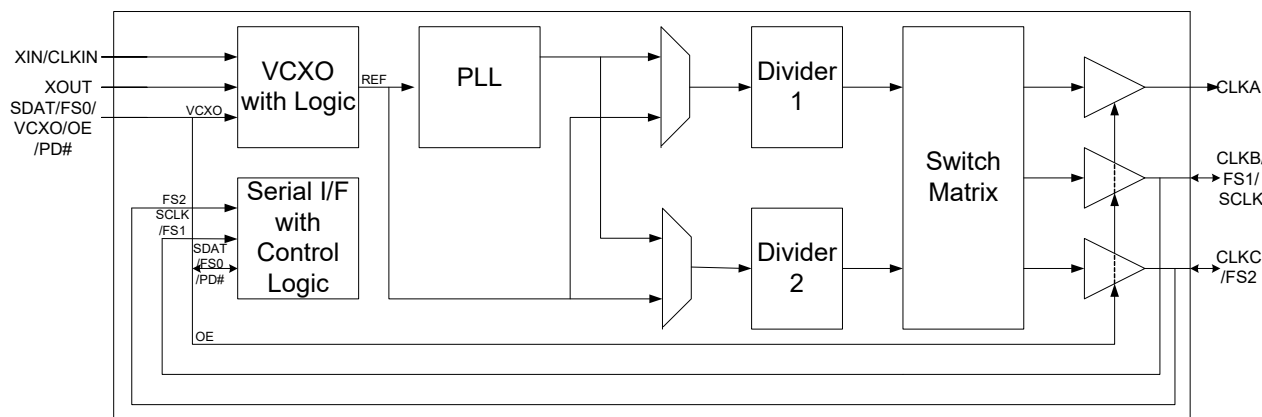 XIN/CLKIN
XOUT
SDAT/FS0/
VCXO/OE
/PD#
VCXO
VCXO
with Logic
REF
PLL
Divider
1
Switch
Matrix
CLKA
CLKB/
FS1/
SCLK
FS2
SCLK
/FS1
SDAT
/FS0
/PD#
Serial I/F
with
Control
Logic
Divider
2
CLKC
/FS2
OE